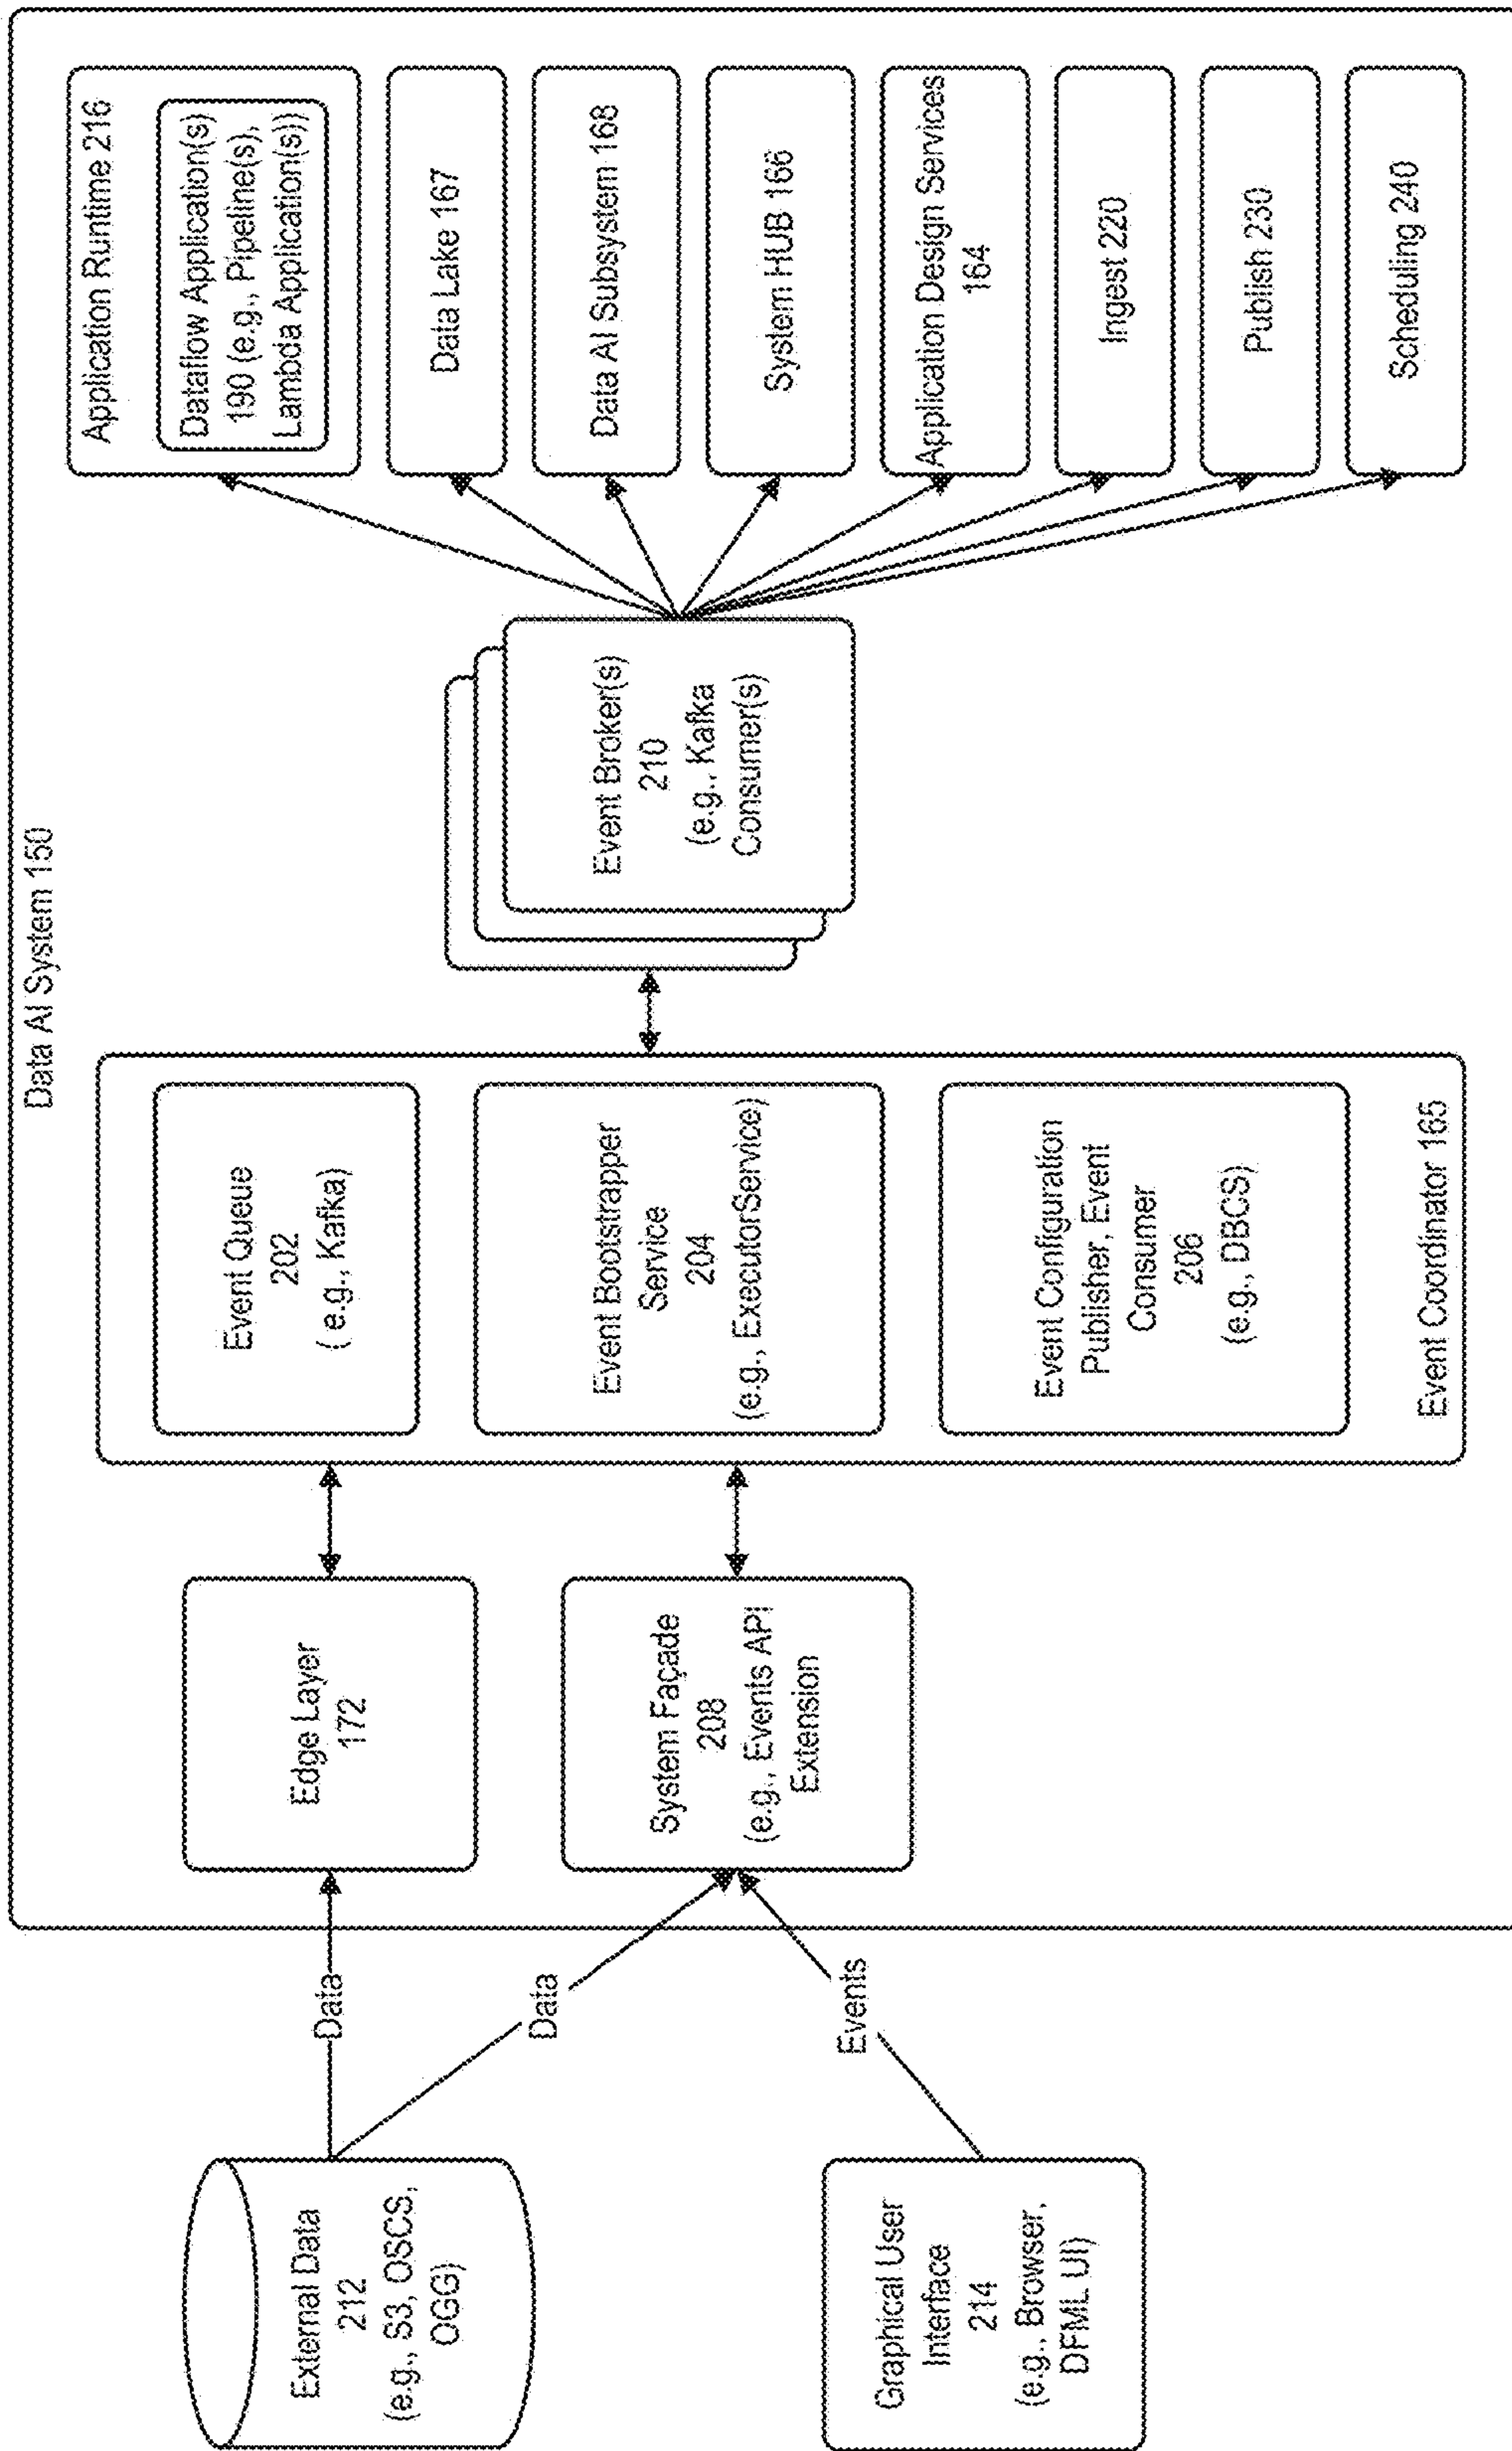 Data AI System 150
External Data
212
(e.g., S3, OSCS,
OGG)
Graphical User
Interface
214
(e.g., Browser,
DFML UI)
Data
Data
Events
Edge Layer
172
System Façade
208
(e.g., Events API
Extension
Event Queue
202
( e.g., Kafka)
Event Bootstrapper
Service
204
(e.g., ExecutorService)
Event Configuration
Publisher, Event
Consumer
206
(e.g., DBCS)
Event Coordinator 165
Event Broker(s)
210
(e.g., Kafka
Consumer(s)
Application Runtime 216
Dataflow Application(s)
190 (e.g., Pipeline(s),
Lambda Application(s))
Data Lake 167
Data AI Subsystem 168
System HUB 166
Application Design Services
164
Ingest 220
Publish 230
Scheduling 240